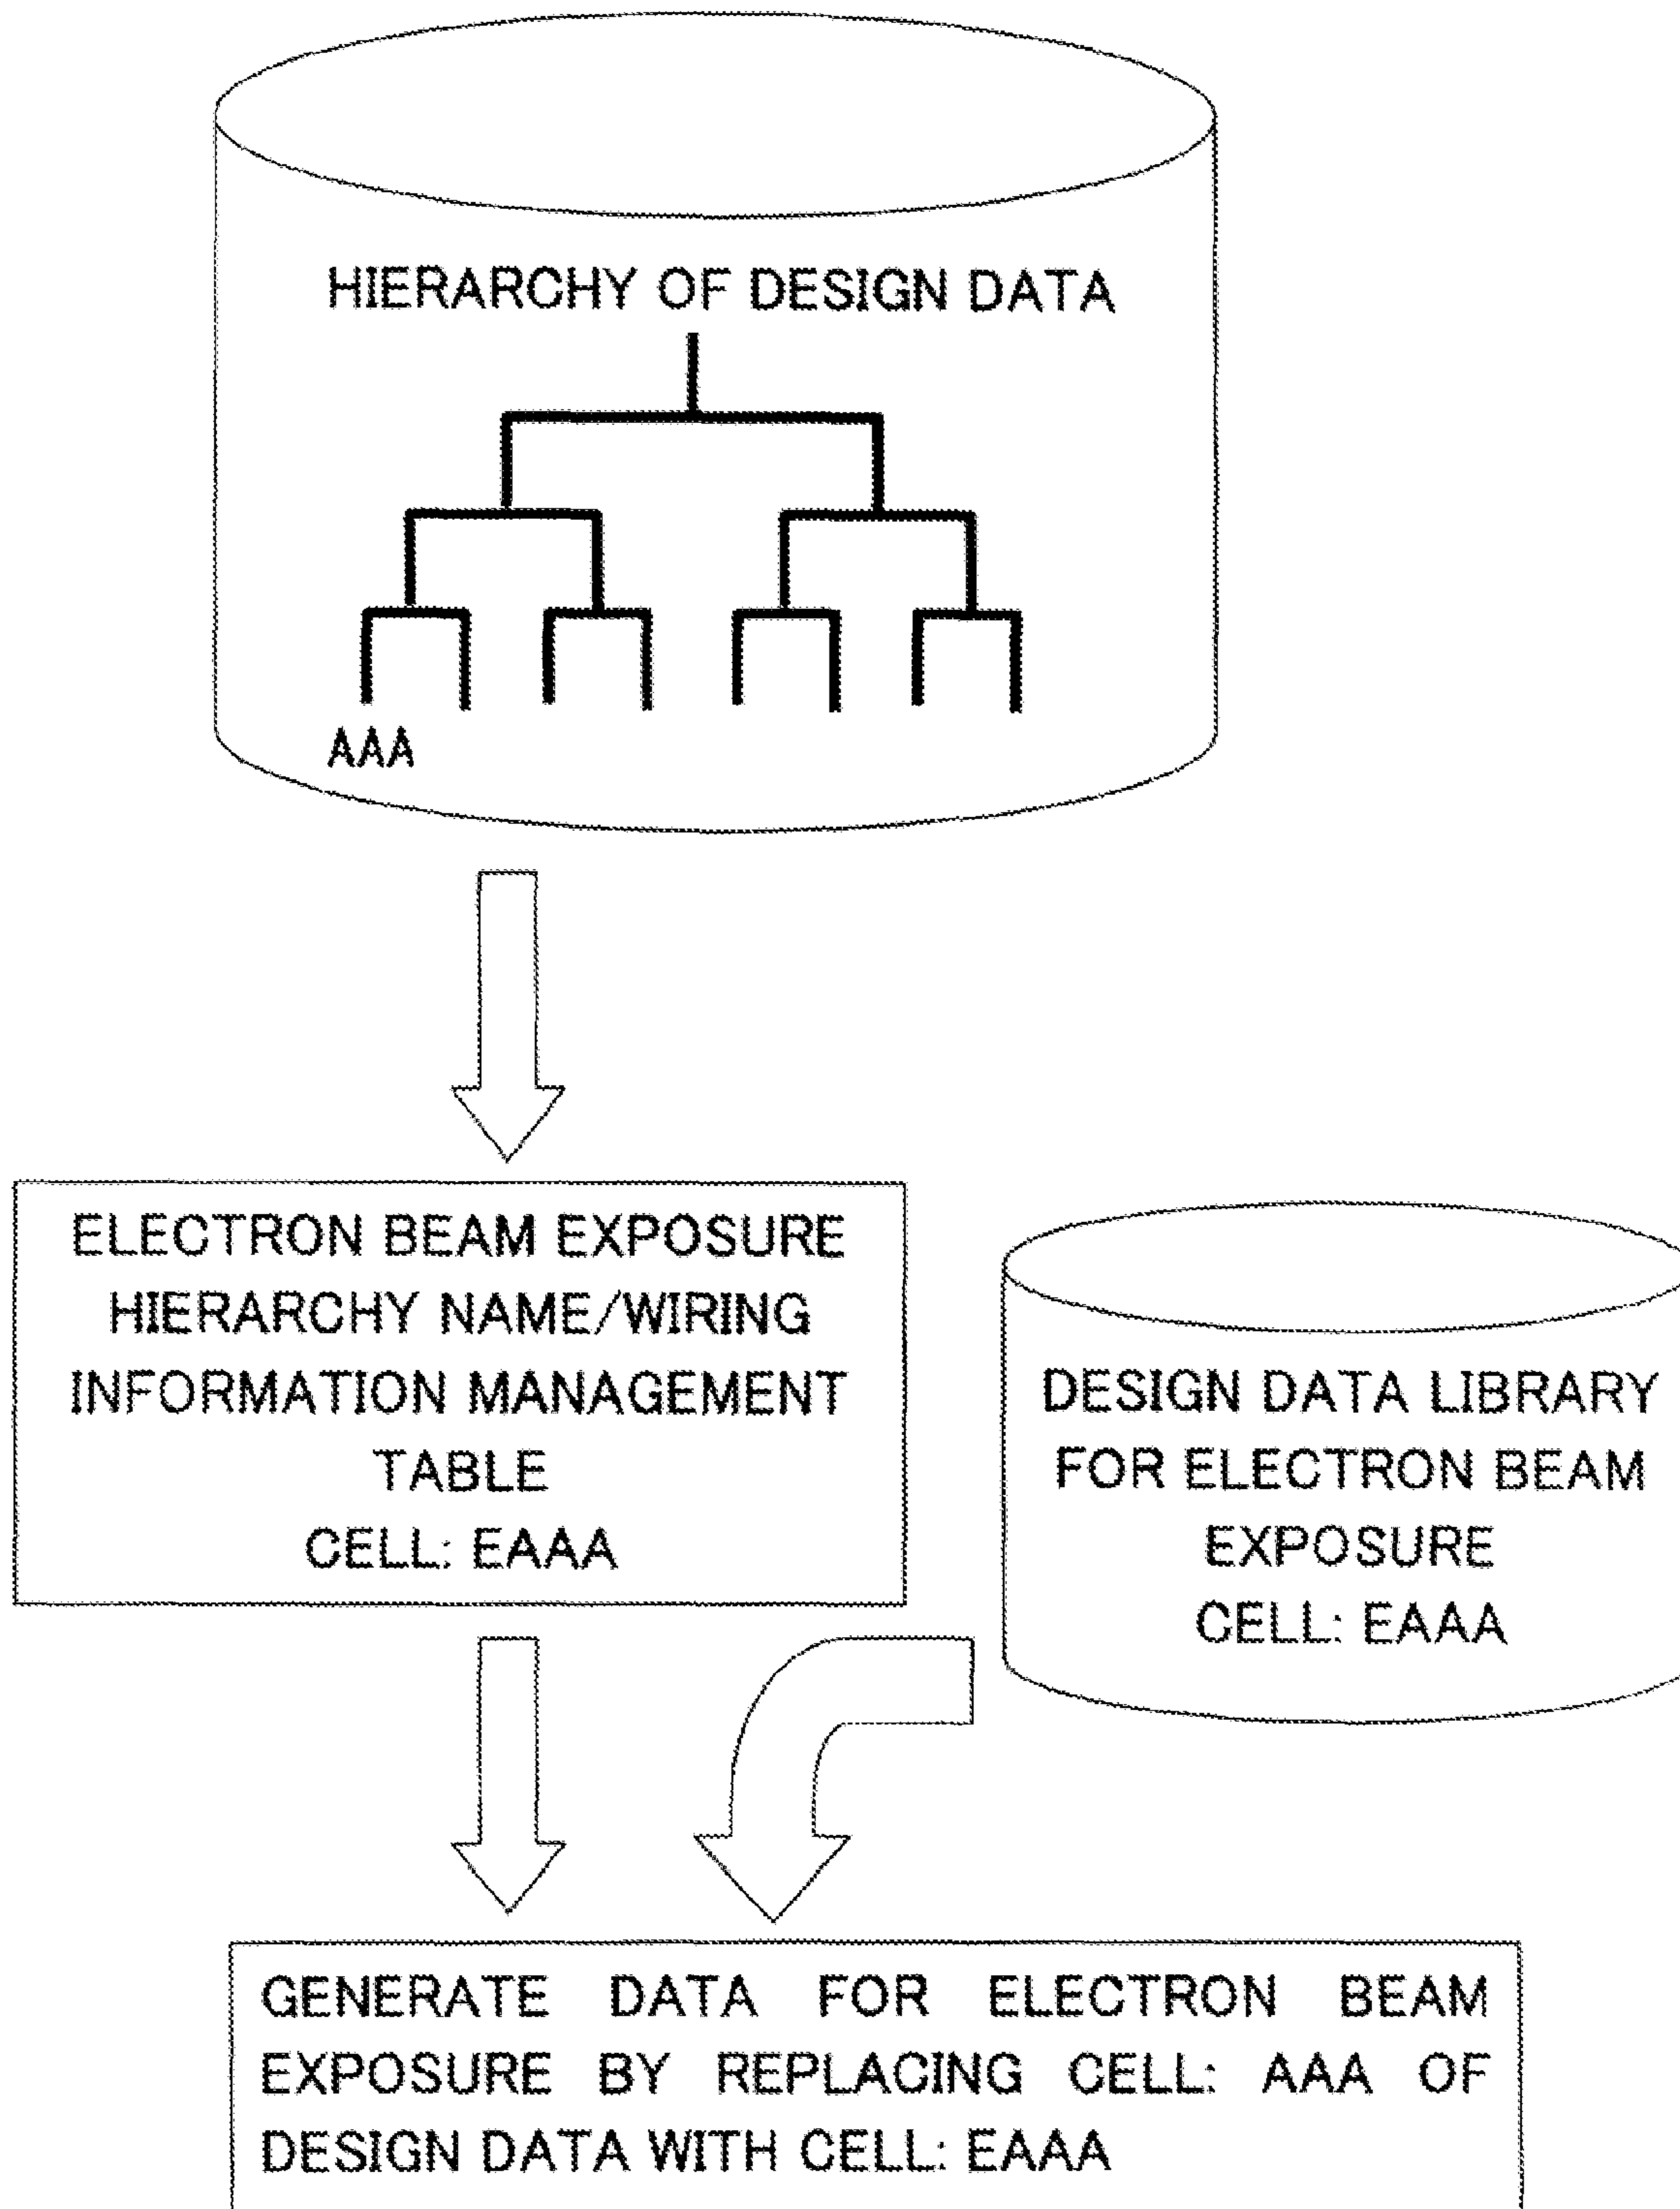 HIERARCHY OF DESIGN DATA
AAA
ELECTRON BEAM EXPOSURE
HIERARCHY NAME/WIRING
INFORMATION MANAGEMENT
TABLE
CELL: EAAA
DESIGN DATA LIBRARY
FOR ELECTRON BEAM
EXPOSURE
CELL: EAAA
GENERATE DATA FOR ELECTRON BEAM
EXPOSURE BY REPLACING CELL: AAA OF
DESIGN DATA WITH CELL: EAAA